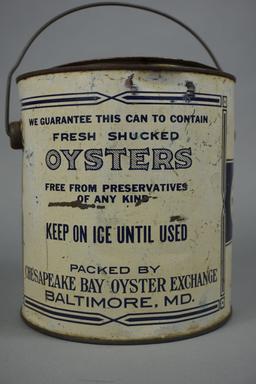 WE GUARANTEE THIS CAN TO CONTAIN
FRESH SHUCKED
OYSTERS
FREE FROM PRESERVATIVES
OF ANY KIND
KEEP ON ICE UNTIL USED
PACKED BY
CHESAPEAKE BAY OYSTER EXCHANGE
BALTIMORE, MD.